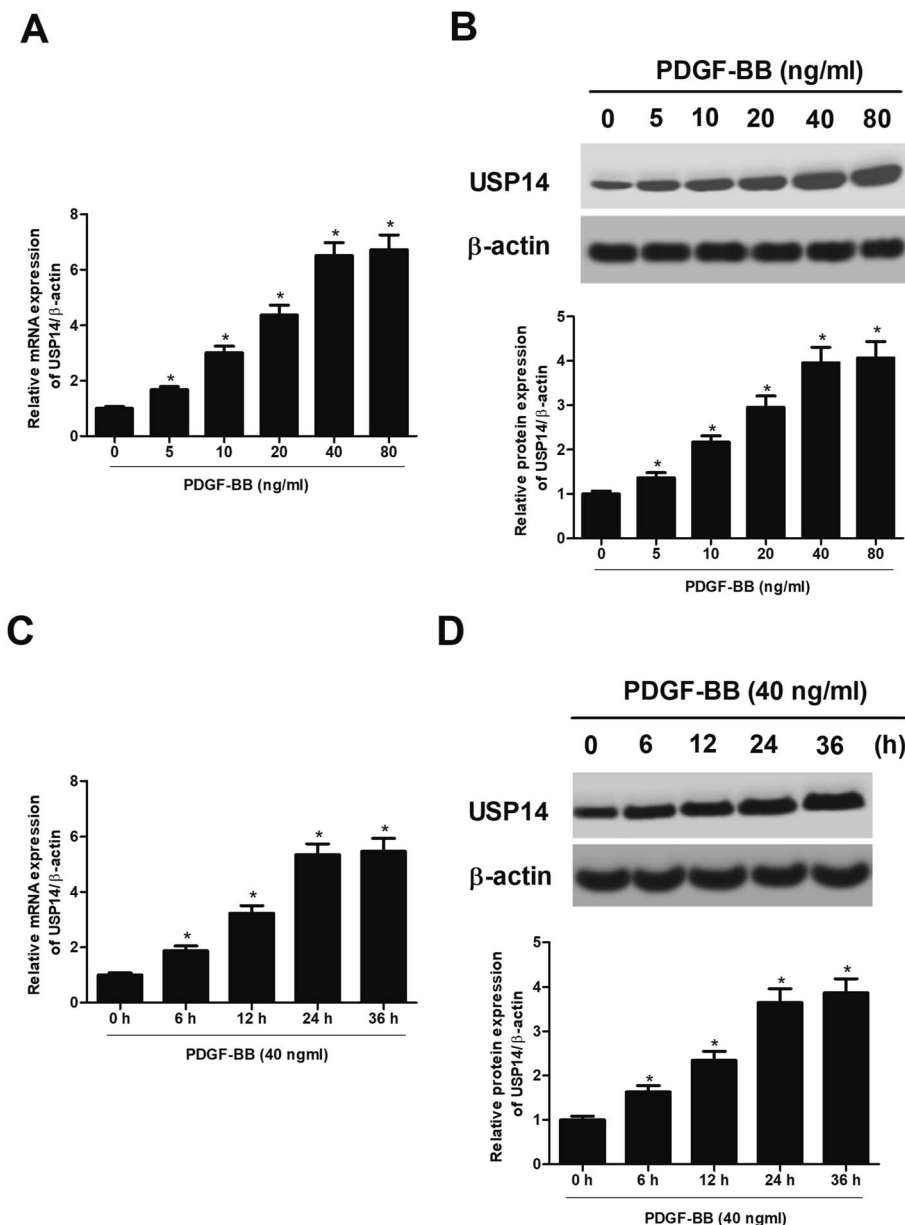 A
Relative mRNA expression
of USP14/β-actin
8
6
4
2
0
* * * * *
0 5 10 20 40 80
PDGF-BB (ng/ml)
B
PDGF-BB (ng/ml)
0 5 10 20 40 80
USP14
β-actin
Relative protein expression
of USP14/β-actin
5
4
3
2
1
0
* * * * *
0 5 10 20 40 80
PDGF-BB (ng/ml)
C
Relative mRNA expression
of USP14/β-actin
8
6
4
2
0
* * * *
0 h 6 h 12 h 24 h 36 h
PDGF-BB (40 ngml)
D
PDGF-BB (40 ng/ml)
0 6 12 24 36 (h)
USP14
β-actin
Relative protein expression
of USP14/β-actin
5
4
3
2
1
0
* * * *
0 h 6 h 12 h 24 h 36 h
PDGF-BB (40 ngml)